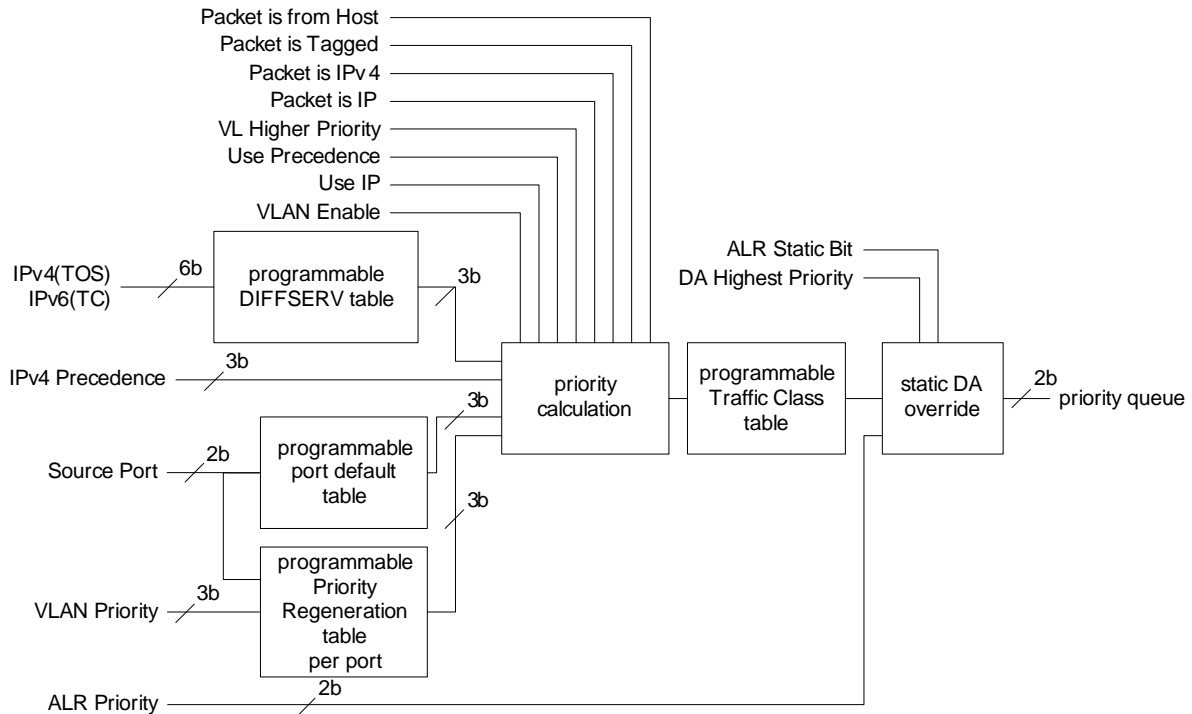 Packet is from Host
Packet is Tagged
Packet is IPv4
Packet is IP
VL Higher Priority
Use Precedence
Use IP
VLAN Enable
ALR Static Bit
DA Highest Priority
IPv4(TOS)
IPv6(TC)
6b
programmable
DIFFSERV table
3b
IPv4 Precedence
3b
priority
calculation
programmable
Traffic Class
table
static DA
override
2b
priority queue
Source Port
2b
programmable
port default
table
3b
3b
VLAN Priority
3b
programmable
Priority
Regeneration
table
per port
ALR Priority
2b